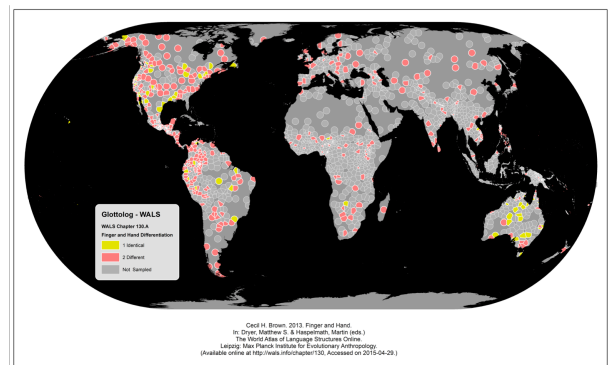 Glottolog - WALS
WALS Chapter 130.A
Finger and Hand Differentiation
1 Identical
2 Different
Not Sampled
Cecil H. Brown. 2013. Finger and Hand.
In: Dryer, Matthew S. & Haspelmath, Martin (eds.)
The World Atlas of Language Structures Online.
Leipzig: Max Planck Institute for Evolutionary Anthropology.
(Available online at http://wals.info/chapter/130, Accessed on 2015-04-29.)